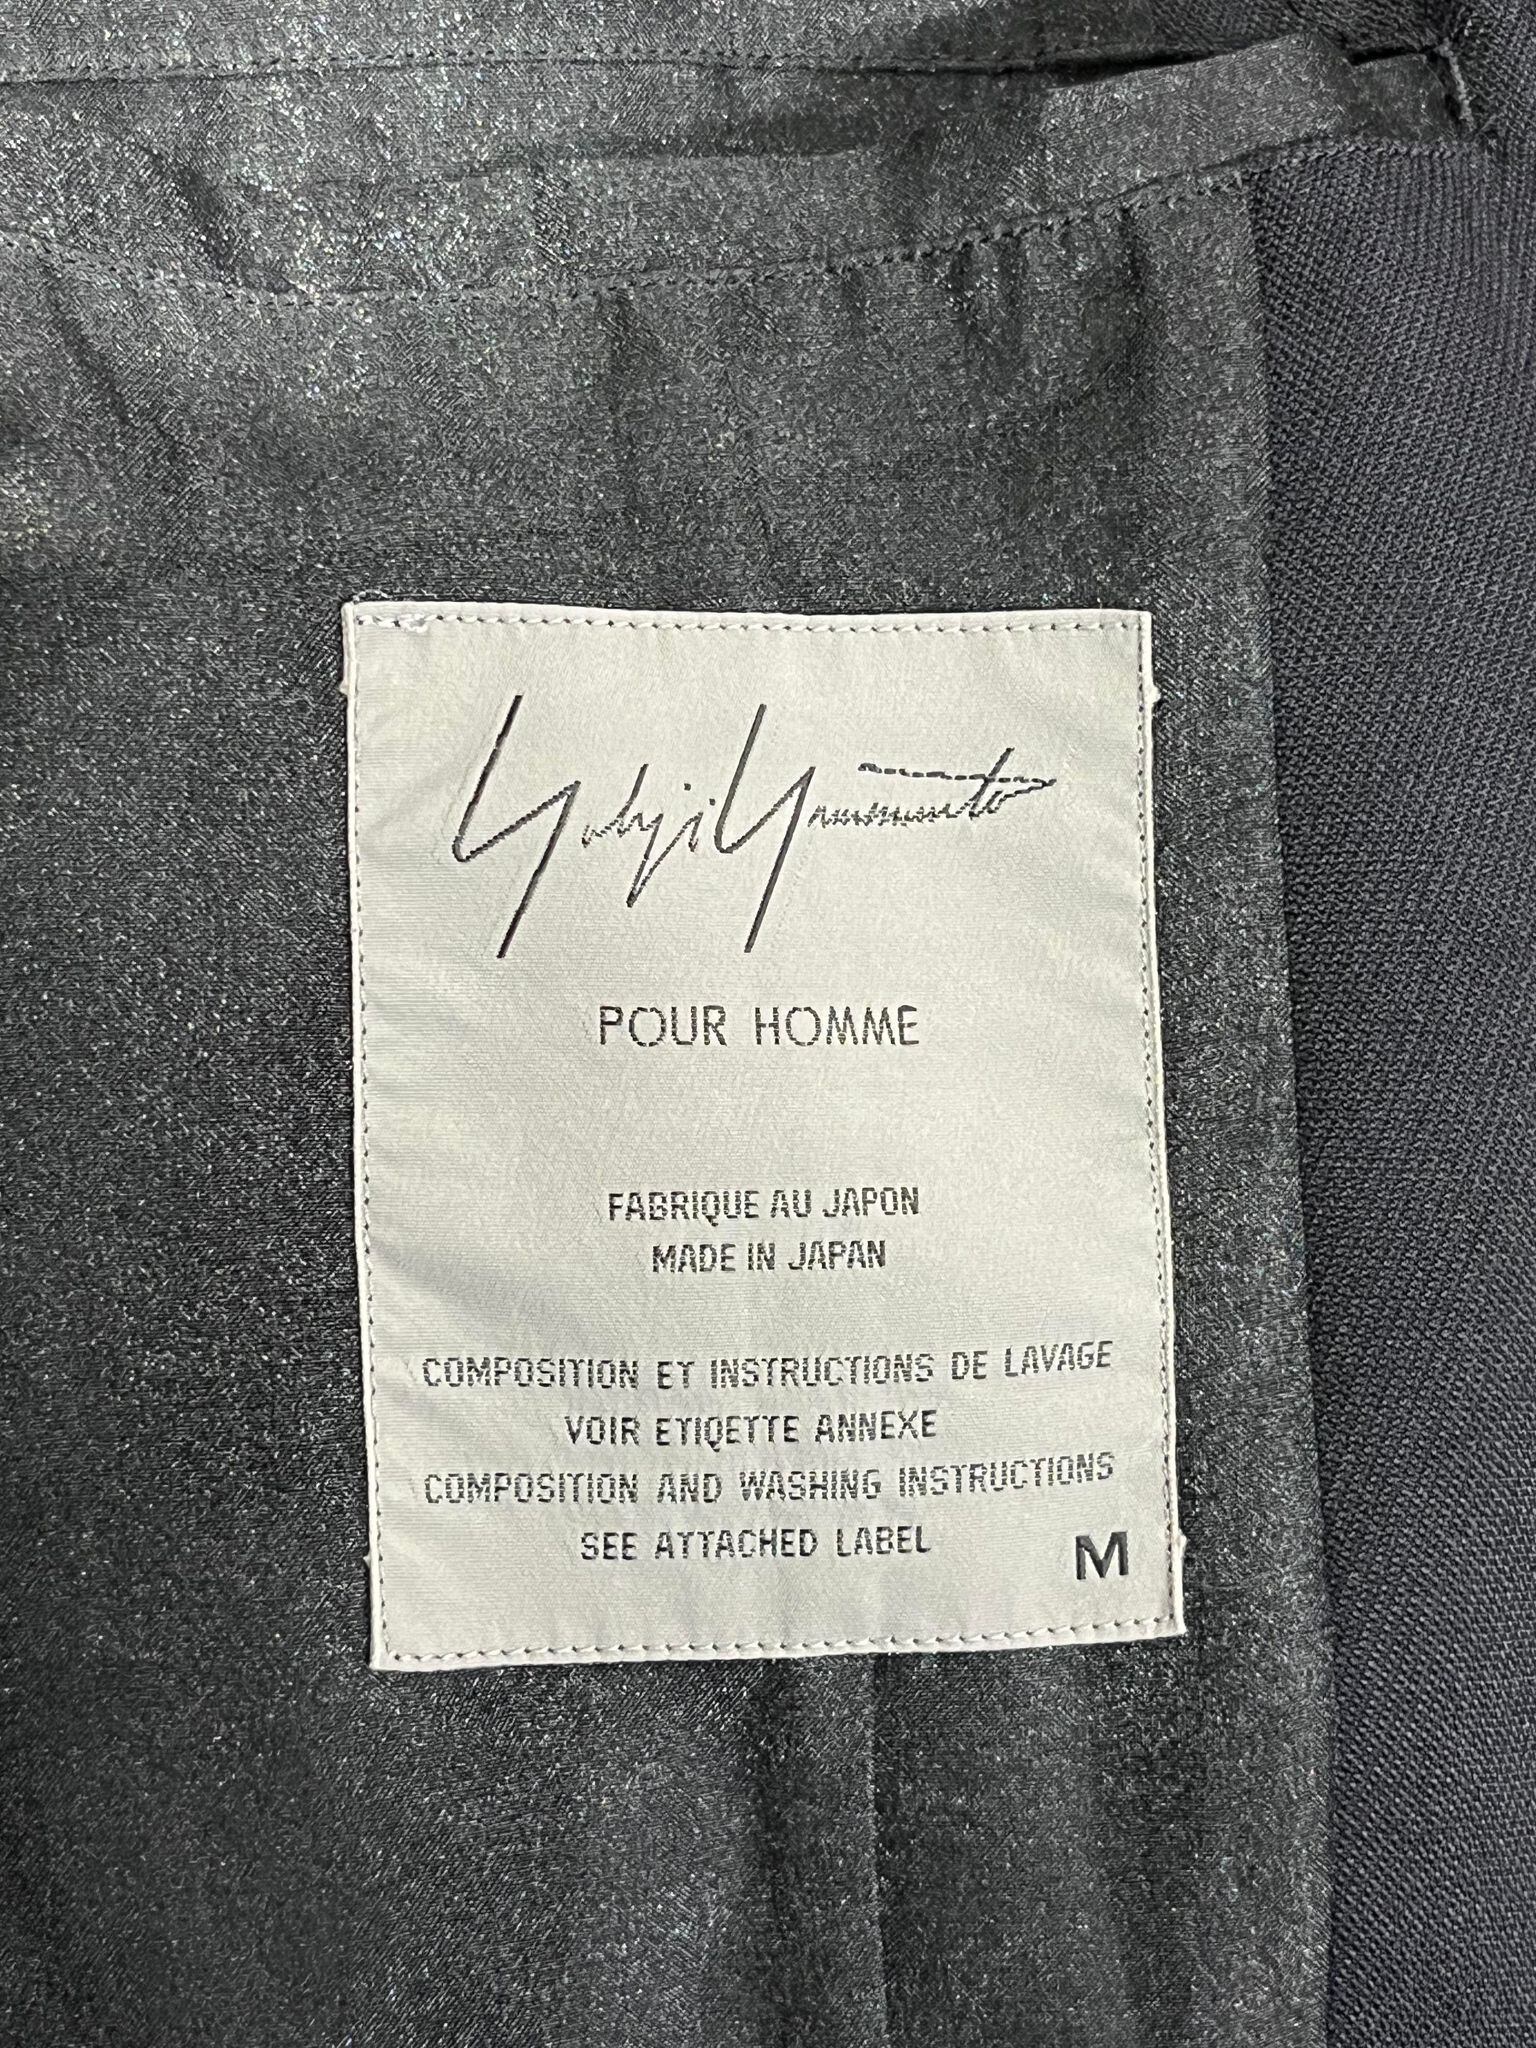 Yohji Yamamoto
POUR HOMME
FABRIQUE AU JAPON
MADE IN JAPAN
COMPOSITION ET INSTRUCTIONS DE LAVAGE
VOIR ETIQETTE ANNEXE
COMPOSITION AND WASHING INSTRUCTIONS
SEE ATTACHED LABEL
M